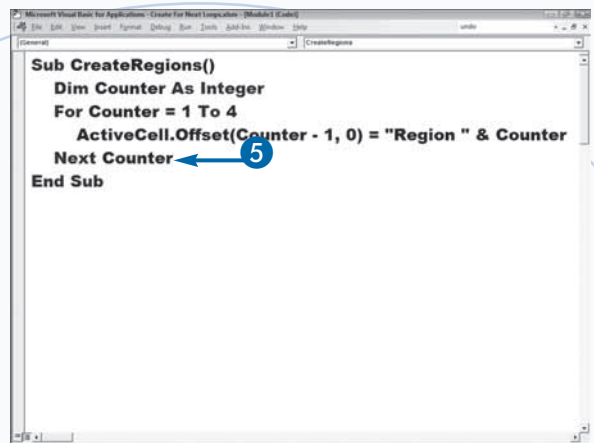 Microsoft Visual Basic for Applications - Create For Next Loops.xlsm - [Module1 (Code)]
File Edit View Insert Format Debug Run Tools Add-Ins Window Help undo
(General) CreateRegions
Sub CreateRegions()
Dim Counter As Integer
For Counter = 1 To 4
ActiveCell.Offset(Counter - 1, 0) = "Region " & Counter
Next Counter
5
End Sub